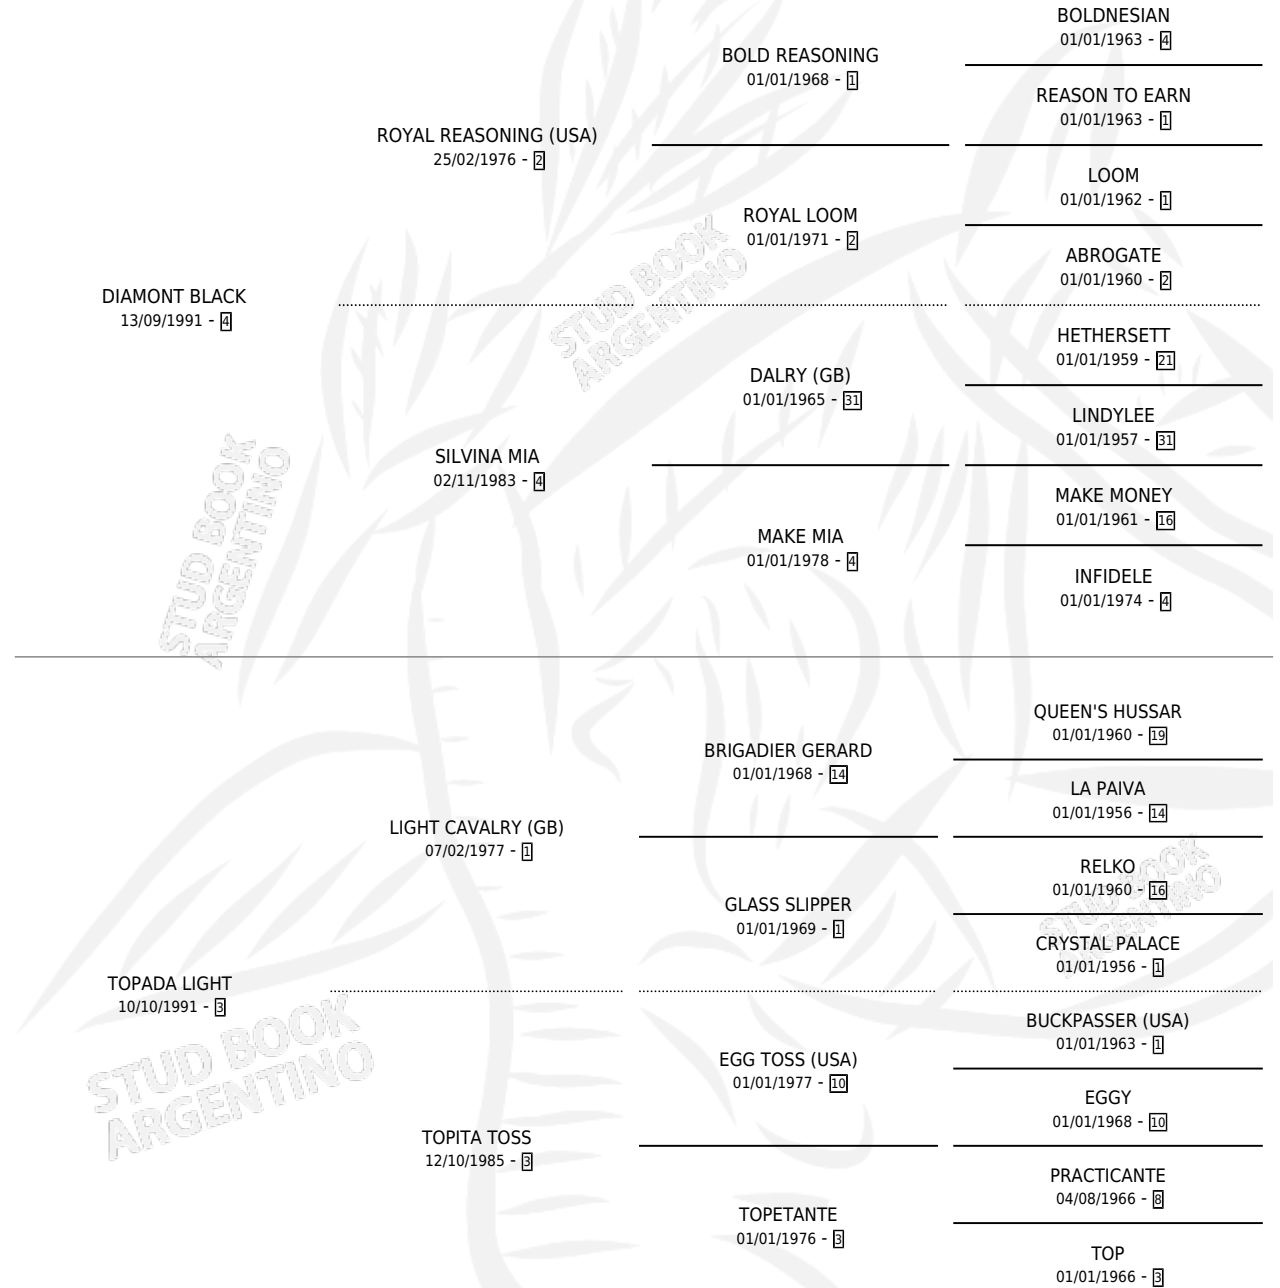 BOLDNESIAN
01/01/1963 - 4
BOLD REASONING
01/01/1968 - 1
REASON TO EARN
01/01/1963 - 1
ROYAL REASONING (USA)
25/02/1976 - 2
LOOM
01/01/1962 - 1
ROYAL LOOM
01/01/1971 - 2
ABROGATE
01/01/1960 - 2
DIAMONT BLACK
13/09/1991 - 4
STUD BOOK
ARGENTINO
HETHERSETT
01/01/1959 - 21
DALRY (GB)
01/01/1965 - 31
LINDYLEE
01/01/1957 - 31
SILVINA MIA
02/11/1983 - 4
MAKE MONEY
01/01/1961 - 16
MAKE MIA
01/01/1978 - 4
INFIDELE
01/01/1974 - 4
STUD BOOK
ARGENTINO
QUEEN'S HUSSAR
01/01/1960 - 19
BRIGADIER GERARD
01/01/1968 - 14
LA PAIVA
01/01/1956 - 14
LIGHT CAVALRY (GB)
07/02/1977 - 1
RELKO
01/01/1960 - 16
GLASS SLIPPER
01/01/1969 - 1
STUD BOOK
ARGENTINO
CRYSTAL PALACE
01/01/1956 - 1
TOPADA LIGHT
10/10/1991 - 3
STUD BOOK
ARGENTINO
BUCKPASSER (USA)
01/01/1963 - 1
EGG TOSS (USA)
01/01/1977 - 10
EGGY
01/01/1968 - 10
TOPITA TOSS
12/10/1985 - 3
PRACTICANTE
04/08/1966 - 8
TOPETANTE
01/01/1976 - 3
TOP
01/01/1966 - 3